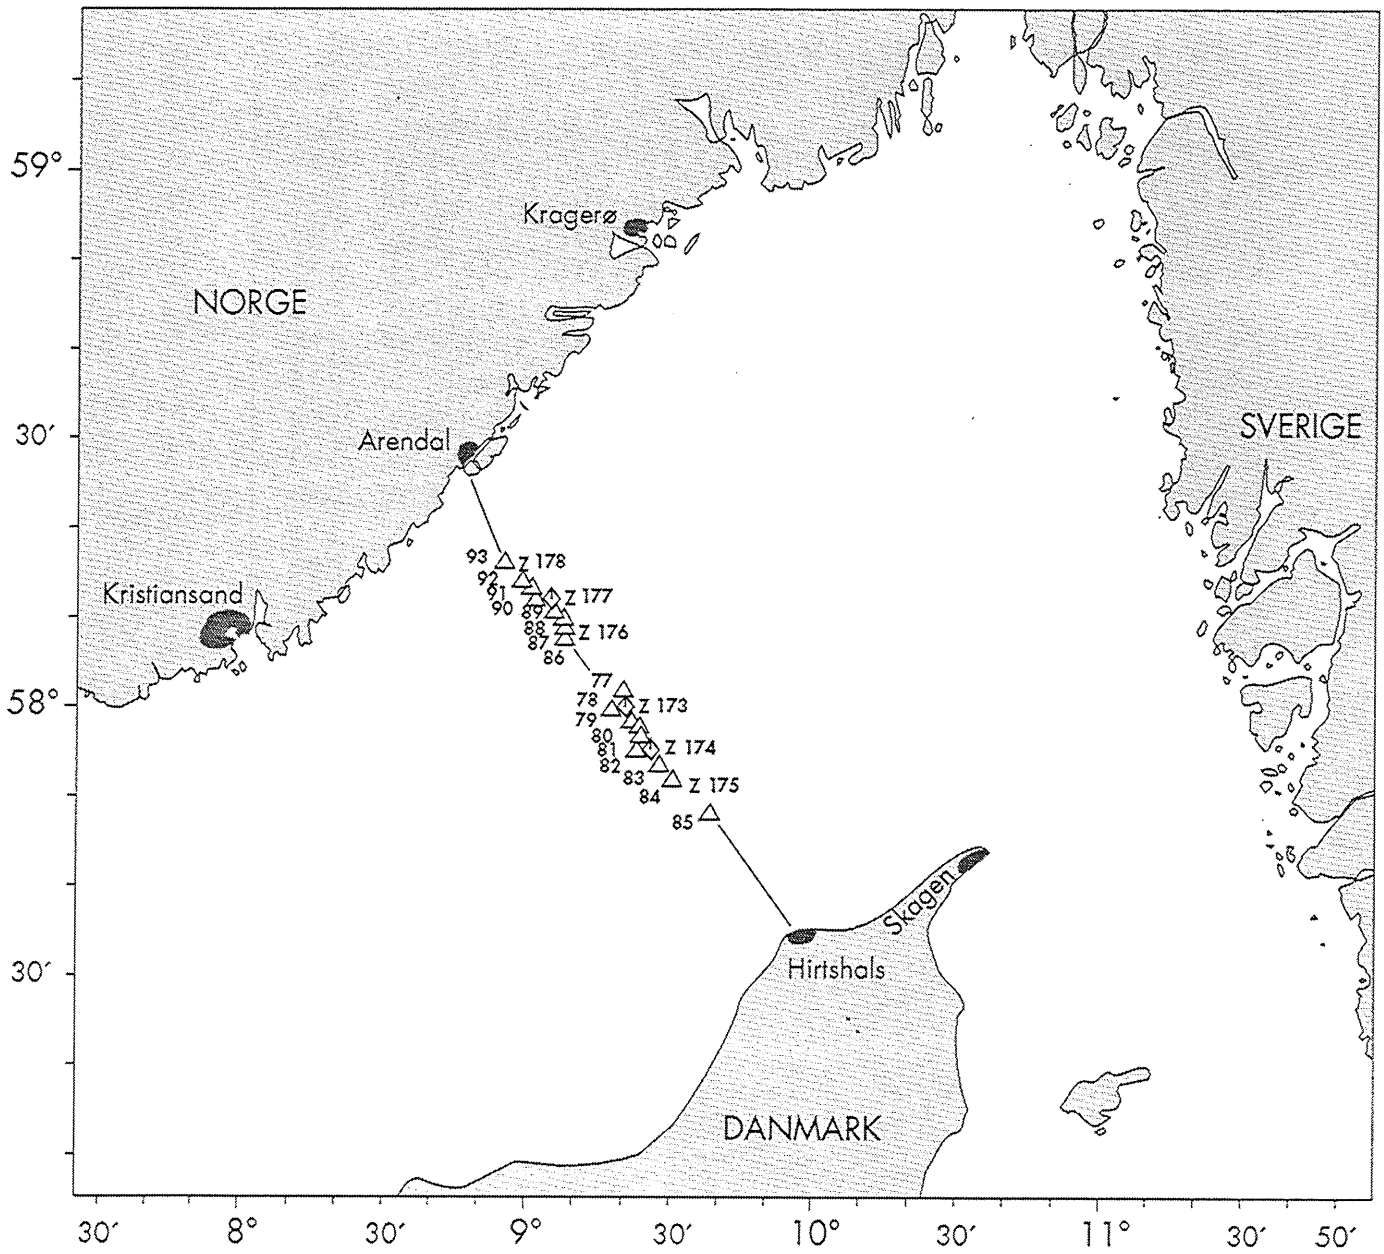 59°
Kragerø
NORGE
30′
Arendal
SVERIGE
93
Z 178
92
91
Kristiansand
90
89
Z 177
88
87
Z 176
86
77
58°
78
Z 173
79
80
81
Z 174
82
83
84
Z 175
85
Skagen
30′
Hirtshals
DANMARK
30′
8°
30′
9°
30′
10°
30′
11°
30′
50′